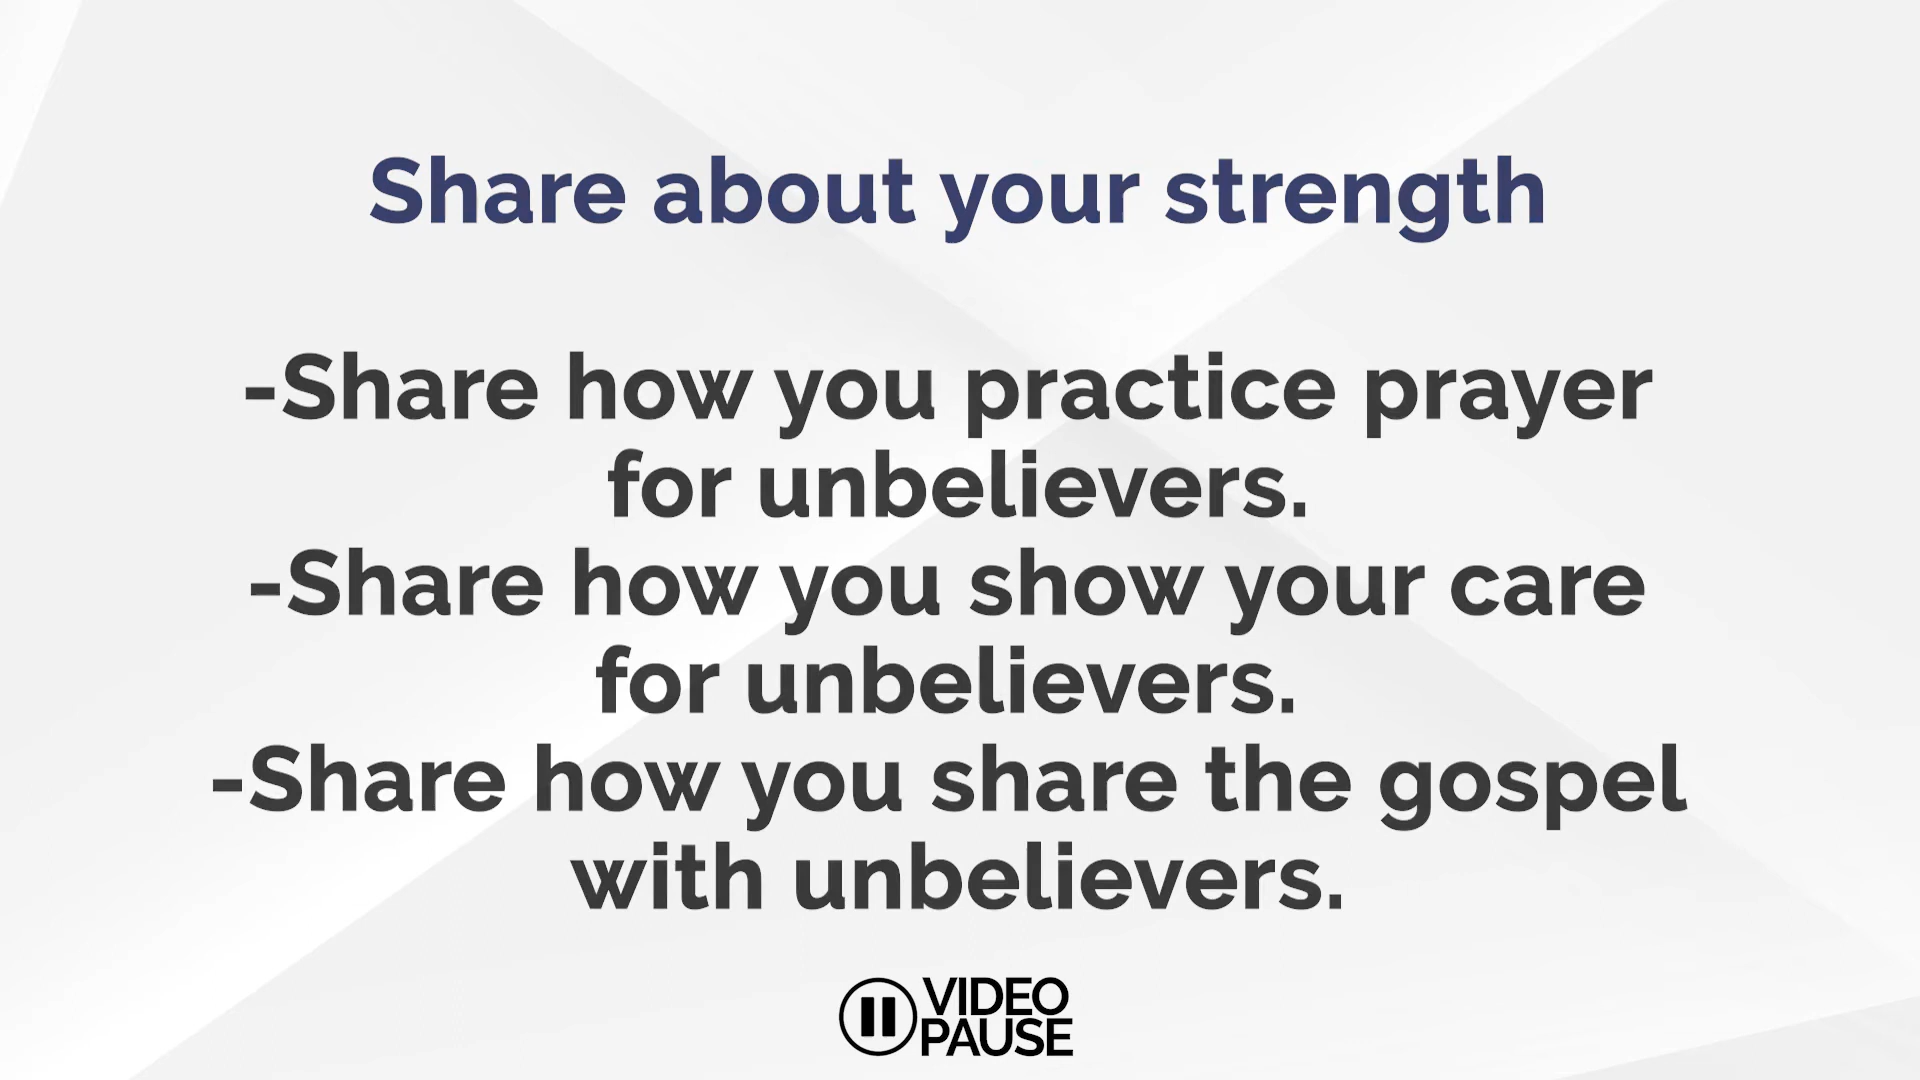 Share about your strength
-Share how you practice prayer
for unbelievers.
-Share how you show your care
for unbelievers.
-Share how you share the gospel
with unbelievers.
VIDEO
PAUSE